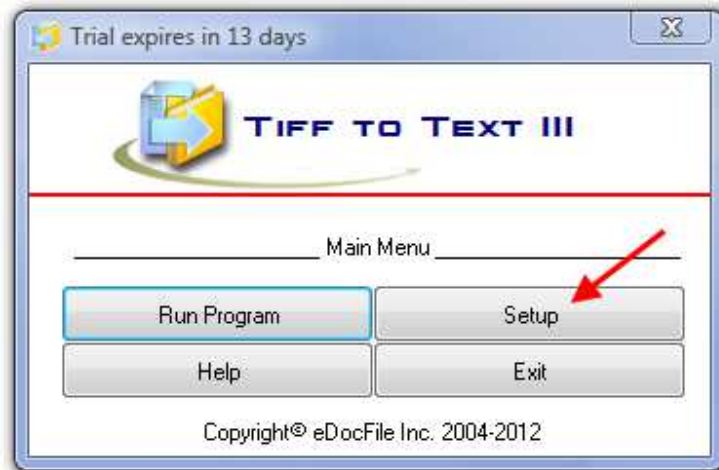 Trial expires in 13 days
TIFF TO TEXT III
Main Menu
Run Program Setup
Help Exit
Copyright© eDocFile Inc. 2004-2012